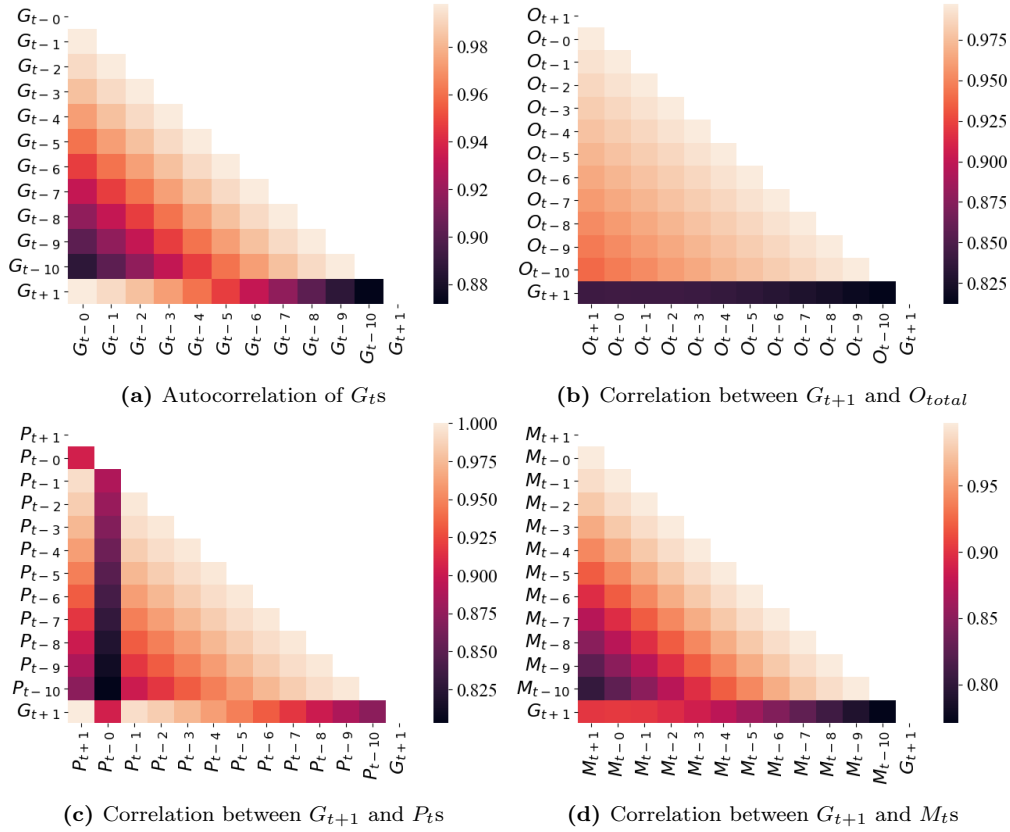 G_{t-0}
G_{t-1}
G_{t-2}
G_{t-3}
G_{t-4}
G_{t-5}
G_{t-6}
G_{t-7}
G_{t-8}
G_{t-9}
G_{t-10}
G_{t+1}
G_{t-0} G_{t-1} G_{t-2} G_{t-3} G_{t-4} G_{t-5} G_{t-6} G_{t-7} G_{t-8} G_{t-9} G_{t-10} G_{t+1}
0.98
0.96
0.94
0.92
0.90
0.88
(a) Autocorrelation of G_ts
O_{t+1}
O_{t-0}
O_{t-1}
O_{t-2}
O_{t-3}
O_{t-4}
O_{t-5}
O_{t-6}
O_{t-7}
O_{t-8}
O_{t-9}
O_{t-10}
G_{t+1}
O_{t+1} O_{t-0} O_{t-1} O_{t-2} O_{t-3} O_{t-4} O_{t-5} O_{t-6} O_{t-7} O_{t-8} O_{t-9} O_{t-10} G_{t+1}
0.975
0.950
0.925
0.900
0.875
0.850
0.825
(b) Correlation between G_{t+1} and O_{total}
P_{t+1}
P_{t-0}
P_{t-1}
P_{t-2}
P_{t-3}
P_{t-4}
P_{t-5}
P_{t-6}
P_{t-7}
P_{t-8}
P_{t-9}
P_{t-10}
G_{t+1}
P_{t+1} P_{t-0} P_{t-1} P_{t-2} P_{t-3} P_{t-4} P_{t-5} P_{t-6} P_{t-7} P_{t-8} P_{t-9} P_{t-10} G_{t+1}
1.000
0.975
0.950
0.925
0.900
0.875
0.850
0.825
(c) Correlation between G_{t+1} and P_ts
M_{t+1}
M_{t-0}
M_{t-1}
M_{t-2}
M_{t-3}
M_{t-4}
M_{t-5}
M_{t-6}
M_{t-7}
M_{t-8}
M_{t-9}
M_{t-10}
G_{t+1}
M_{t+1} M_{t-0} M_{t-1} M_{t-2} M_{t-3} M_{t-4} M_{t-5} M_{t-6} M_{t-7} M_{t-8} M_{t-9} M_{t-10} G_{t+1}
0.95
0.90
0.85
0.80
(d) Correlation between G_{t+1} and M_ts